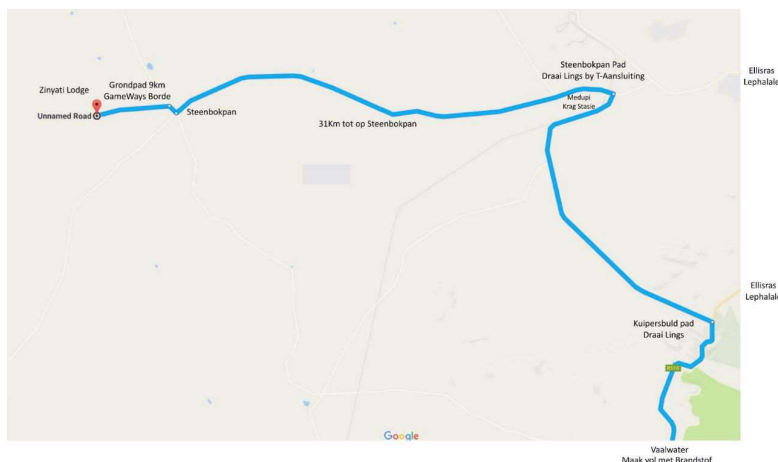 Steenbokpan Pad
Draai Lings by T-Aansluiting
Ellisras
Lephalale
Zinyati Lodge
Grondpad 9km
GameWays Borde
Unnamed Road
Steenbokpan
31Km tot op Steenbokpan
Medupi
Krag Stasie
Ellisras
Lephalale
Kuipersbuld pad
Draai Lings
Google
Vaalwater
Maak vol met Brandstof